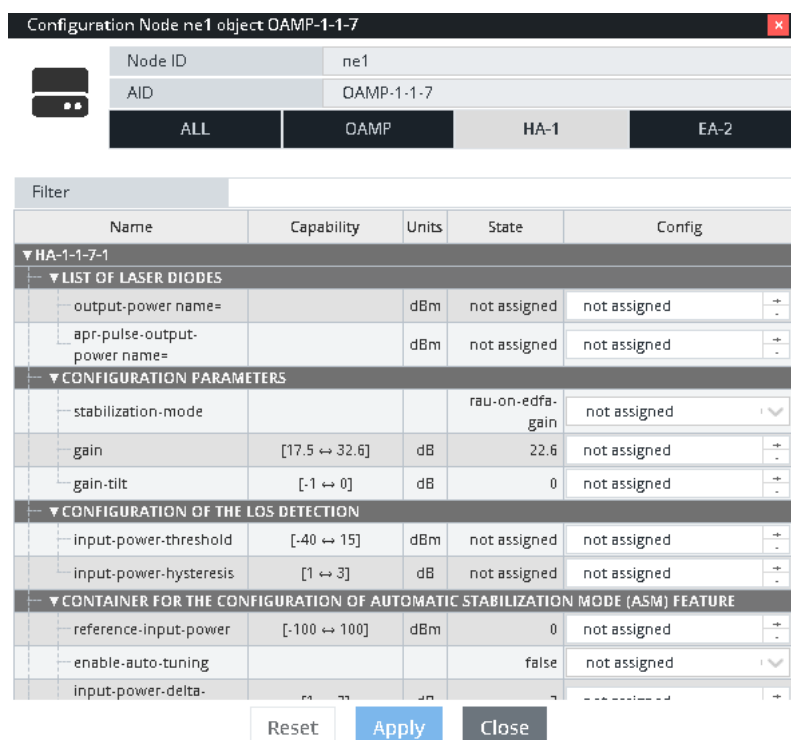 Configuration Node ne1 object OAMP-1-1-7
Node ID ne1
AID OAMP-1-1-7
ALL OAMP HA-1 EA-2
Filter
Name Capability Units State Config
▼HA-1-1-7-1
▼LIST OF LASER DIODES
output-power name= dBm not assigned not assigned
apr-pulse-output-
power name= dBm not assigned not assigned
▼CONFIGURATION PARAMETERS
stabilization-mode rau-on-edfa-
gain not assigned
gain [17.5 ↔ 32.6] dB 22.6 not assigned
gain-tilt [-1 ↔ 0] dB 0 not assigned
▼CONFIGURATION OF THE LOS DETECTION
input-power-threshold [-40 ↔ 15] dBm not assigned not assigned
input-power-hysteresis [1 ↔ 3] dB not assigned not assigned
▼CONTAINER FOR THE CONFIGURATION OF AUTOMATIC STABILIZATION MODE (ASM) FEATURE
reference-input-power [-100 ↔ 100] dBm 0 not assigned
enable-auto-tuning false not assigned
input-power-delta-
Reset Apply Close